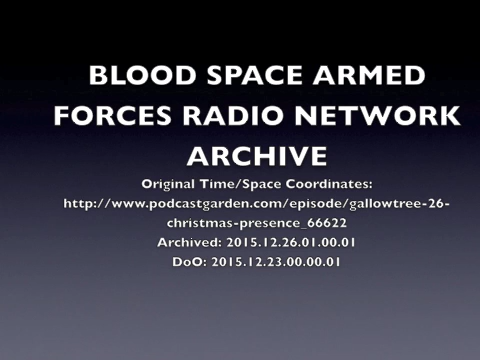 BLOOD SPACE ARMED
FORCES RADIO NETWORK
ARCHIVE
Original Time/Space Coordinates:
http://www.podcastgarden.com/episode/gallowtree-26-
christmas-presence_66622
Archived: 2015.12.26.01.00.01
DoO: 2015.12.23.00.00.01